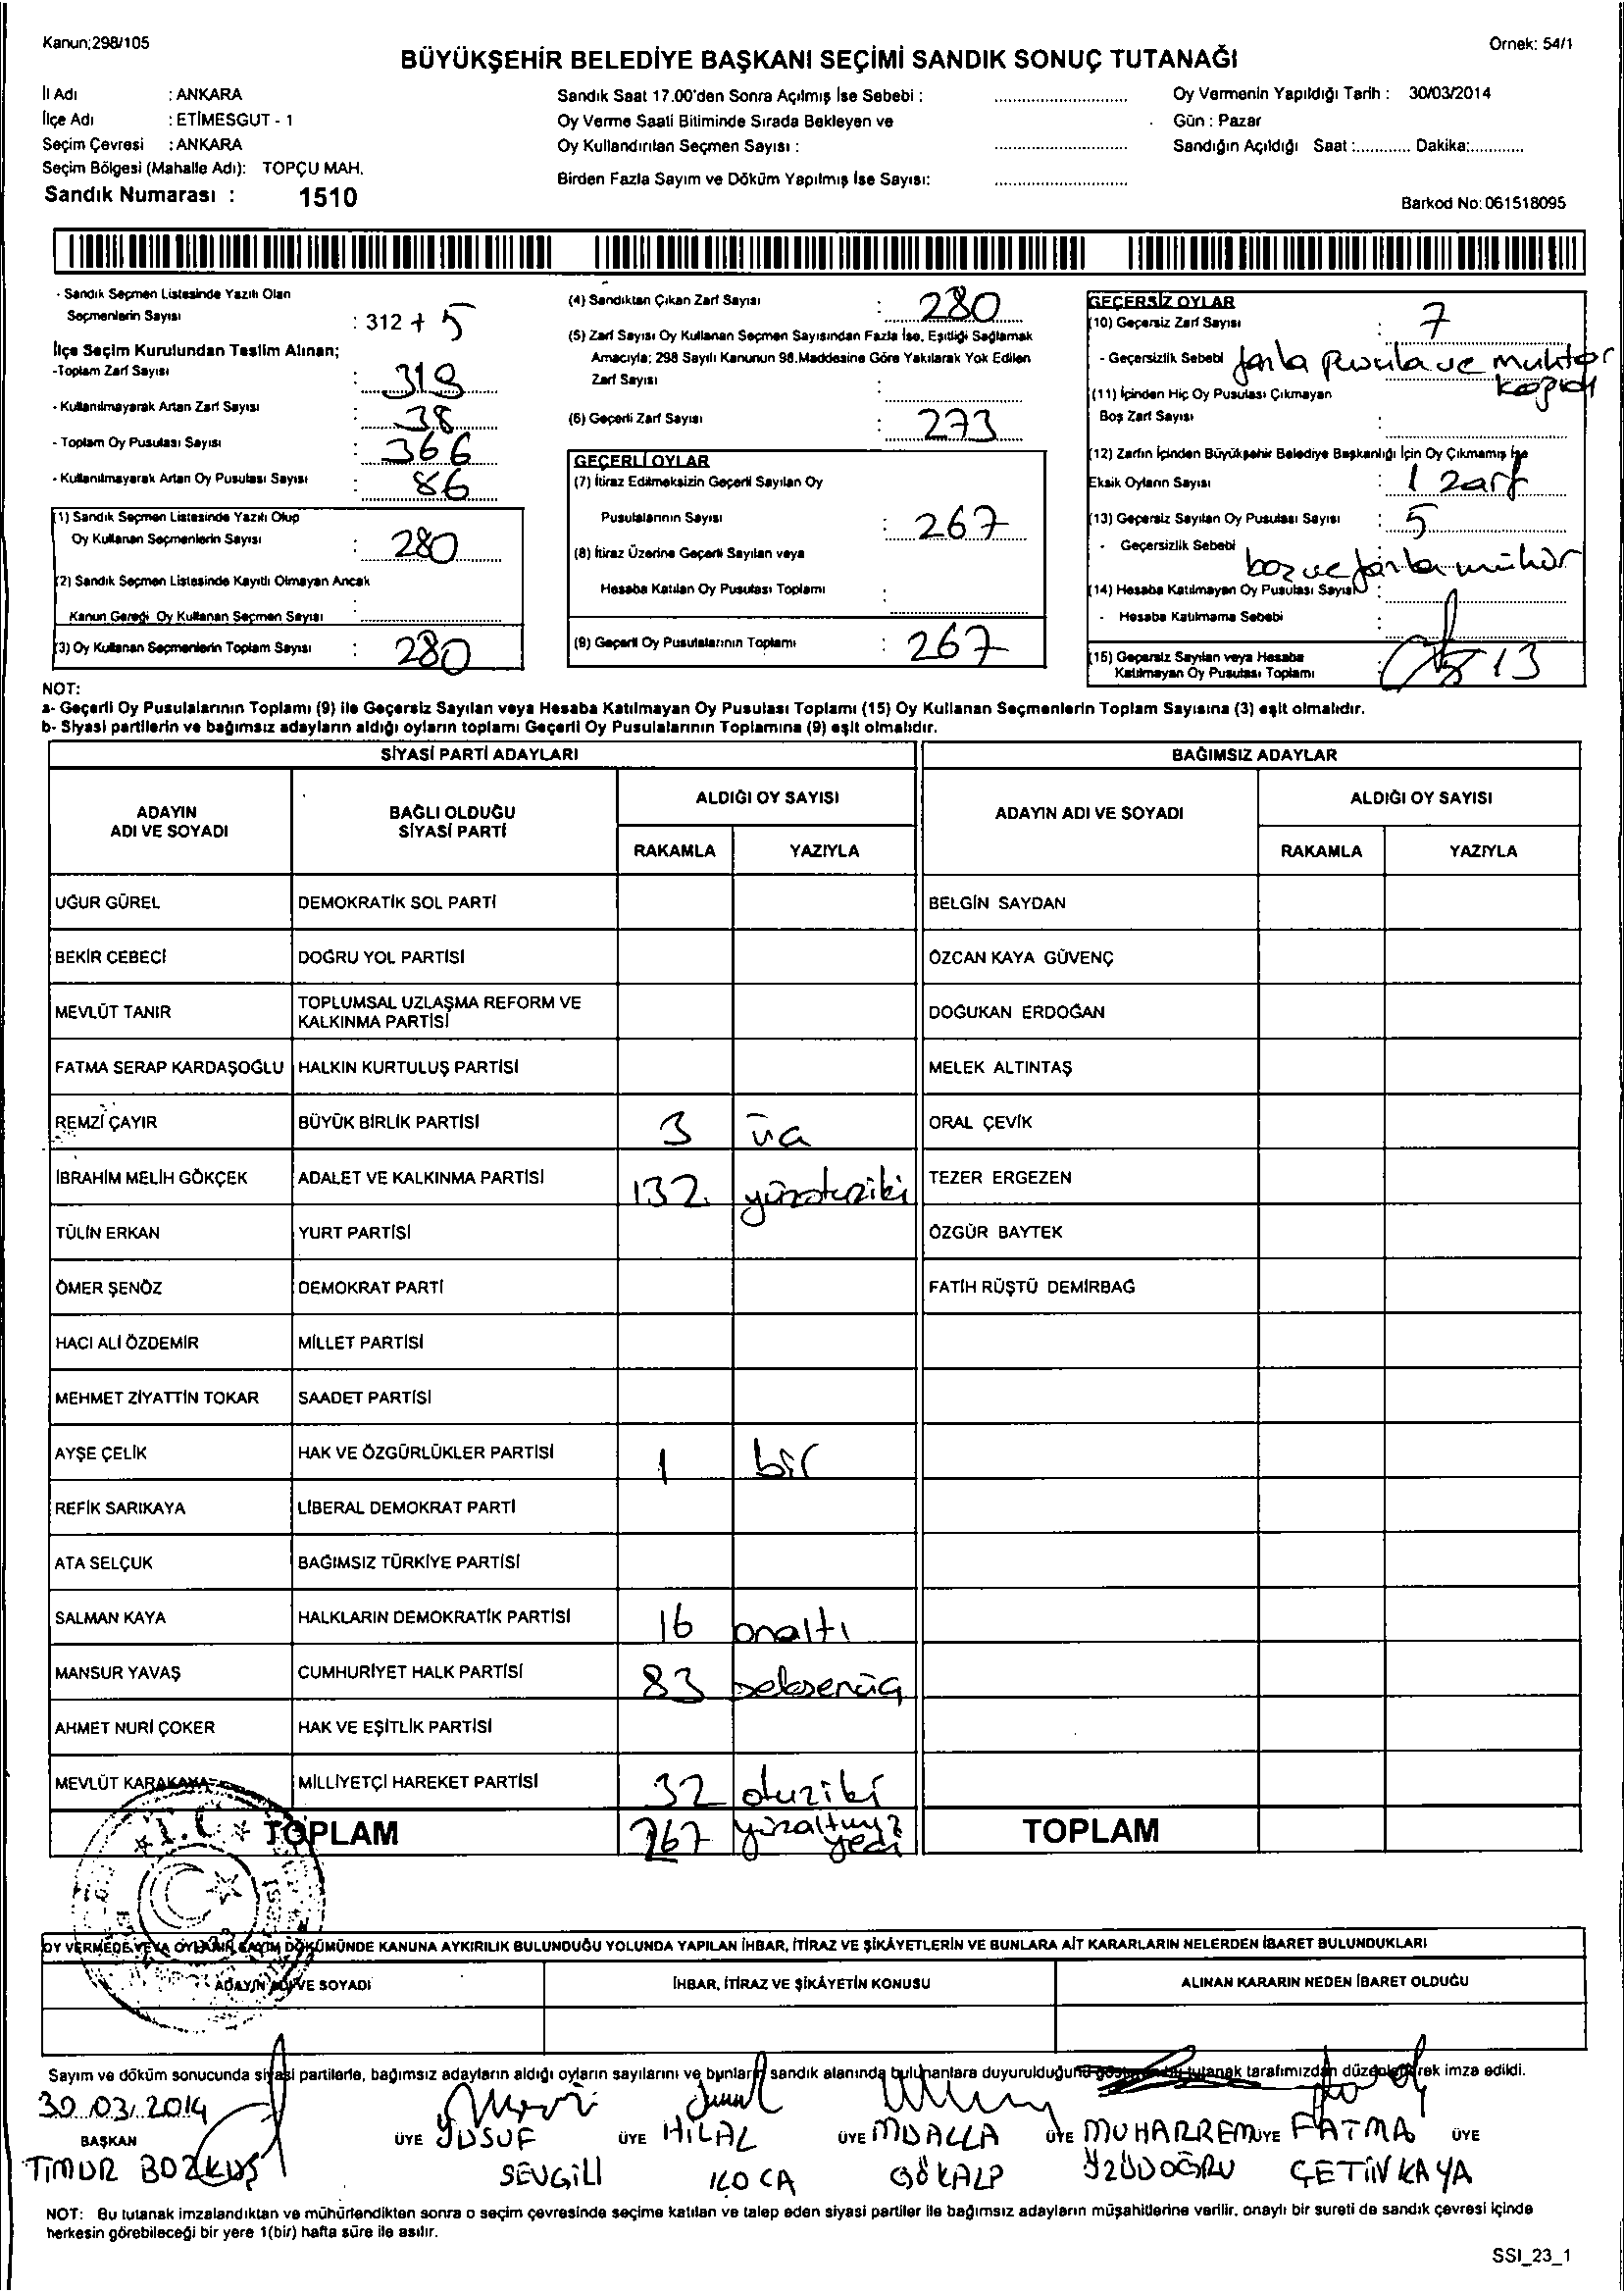 Kanun;298/105
Örnek: 54/1
BÜYÜKŞEHİR BELEDİYE BAŞKANI SEÇİMİ SANDIK SONUÇ TUTANAĞI
İl Adı : ANKARA
İlçe Adı : ETİMESGUT - 1
Seçim Çevresi : ANKARA
Seçim Bölgesi (Mahalle Adı): TOPÇU MAH.
Sandık Numarası : 1510
Sandık Saat 17.00'den Sonra Açılmış İse Sebebi : ............
Oy Verme Saati Bitiminde Sırada Bekleyen ve
Oy Kullandırılan Seçmen Sayısı : ............
Birden Fazla Sayım ve Döküm Yapılmış İse Sayısı: ............
Oy Vermenin Yapıldığı Tarih : 30/03/2014
Gün : Pazar
Sandığın Açıldığı Saat :............ Dakika:............
Barkod No: 061518095
- Sandık Seçmen Listesinde Yazılı Olan
Seçmenlerin Sayısı : 312 + 5
İlçe Seçim Kurulundan Teslim Alınan;
-Toplam Zarf Sayısı : 318
- Kullanılmayarak Artan Zarf Sayısı : 38
- Toplam Oy Pusulası Sayısı : 366
- Kullanılmayarak Artan Oy Pusulası Sayısı : 86
(1) Sandık Seçmen Listesinde Yazılı Olup
Oy Kullanan Seçmenlerin Sayısı : 280
(2) Sandık Seçmen Listesinde Kayıtlı Olmayan Ancak
Kanun Gereği Oy Kullanan Seçmen Sayısı :
(3) Oy Kullanan Seçmenlerin Toplam Sayısı : 280
(4) Sandıktan Çıkan Zarf Sayısı : 280
(5) Zarf Sayısı Oy Kullanan Seçmen Sayısından Fazla İse, Eşitliği Sağlamak
Amacıyla; 298 Sayılı Kanunun 98.Maddesine Göre Yakılarak Yok Edilen
Zarf Sayısı :
(6) Geçerli Zarf Sayısı : 273
GEÇERLİ OYLAR
(7) İtiraz Edilmeksizin Geçerli Sayılan Oy
Pusulalarının Sayısı : 267
(8) İtiraz Üzerine Geçerli Sayılan veya
Hesaba Katılan Oy Pusulası Toplamı :
(9) Geçerli Oy Pusulalarının Toplamı : 267
GEÇERSİZ OYLAR
(10) Geçersiz Zarf Sayısı : 7
- Geçersizlik Sebebi farla pusula ve muhtar
(11) İçinden Hiç Oy Pusulası Çıkmayan
Boş Zarf Sayısı :
(12) Zarfın İçinden Büyükşehir Belediye Başkanlığı İçin Oy Çıkmamış İse
Eksik Oyların Sayısı : 1 zarf
(13) Geçersiz Sayılan Oy Pusulası Sayısı : 5
- Geçersizlik Sebebi boz ve farla mühür
(14) Hesaba Katılmayan Oy Pusulası Sayısı :
- Hesaba Katılmama Sebebi :
(15) Geçersiz Sayılan veya Hesaba
Katılmayan Oy Pusulası Toplamı : 13
NOT:
a- Geçerli Oy Pusulalarının Toplamı (9) ile Geçersiz Sayılan veya Hesaba Katılmayan Oy Pusulası Toplamı (15) Oy Kullanan Seçmenlerin Toplam Sayısına (3) eşit olmalıdır.
b- Siyasi partilerin ve bağımsız adayların aldığı oyların toplamı Geçerli Oy Pusulalarının Toplamına (9) eşit olmalıdır.
SİYASİ PARTİ ADAYLARI
BAĞIMSIZ ADAYLAR
ADAYIN
ADI VE SOYADI
BAĞLI OLDUĞU
SİYASİ PARTİ
ALDIĞI OY SAYISI
RAKAMLA YAZIYLA
ADAYIN ADI VE SOYADI
ALDIĞI OY SAYISI
RAKAMLA YAZIYLA
UĞUR GÜREL DEMOKRATİK SOL PARTİ BELGİN SAYDAN
BEKİR CEBECİ DOĞRU YOL PARTİSİ ÖZCAN KAYA GÜVENÇ
MEVLÜT TANIR TOPLUMSAL UZLAŞMA REFORM VE
KALKINMA PARTİSİ DOĞUKAN ERDOĞAN
FATMA SERAP KARDAŞOĞLU HALKIN KURTULUŞ PARTİSİ MELEK ALTINTAŞ
REMZİ ÇAYIR BÜYÜK BİRLİK PARTİSİ 3 üç ORAL ÇEVİK
İBRAHİM MELİH GÖKÇEK ADALET VE KALKINMA PARTİSİ 132 yüzotuziki TEZER ERGEZEN
TÜLİN ERKAN YURT PARTİSİ ÖZGÜR BAYTEK
ÖMER ŞENÖZ DEMOKRAT PARTİ FATİH RÜŞTÜ DEMİRBAĞ
HACI ALİ ÖZDEMİR MİLLET PARTİSİ
MEHMET ZİYATTİN TOKAR SAADET PARTİSİ
AYŞE ÇELİK HAK VE ÖZGÜRLÜKLER PARTİSİ 1 bir
REFİK SARIKAYA LİBERAL DEMOKRAT PARTİ
ATA SELÇUK BAĞIMSIZ TÜRKİYE PARTİSİ
SALMAN KAYA HALKLARIN DEMOKRATİK PARTİSİ 16 onaltı
MANSUR YAVAŞ CUMHURİYET HALK PARTİSİ 83 seksenüç
AHMET NURİ ÇOKER HAK VE EŞİTLİK PARTİSİ
MEVLÜT KARAKAYA MİLLİYETÇİ HAREKET PARTİSİ 32 otuziki
TOPLAM 267 yedi TOPLAM
T.C.
OY VERMEDE VEYA OYLARIN SAYIM DÖKÜMÜNDE KANUNA AYKIRILIK BULUNDUĞU YOLUNDA YAPILAN İHBAR, İTİRAZ VE ŞİKÂYETLERİN VE BUNLARA AİT KARARLARIN NELERDEN İBARET BULUNDUKLARI
ADAYIN ADI VE SOYADI İHBAR, İTİRAZ VE ŞİKÂYETİN KONUSU ALINAN KARARIN NEDEN İBARET OLDUĞU
Sayım ve döküm sonucunda siyasi partilerle, bağımsız adayların aldığı oyların sayılarını ve bunların sandık alanında bulunanlara duyurulduğunu gösteren bu tutanak tarafımızdan düzenlenerek imza edildi.
30.03.2014
BAŞKAN ÜYE YUSUF ÜYE HİLAL ÜYE MUALLA ÜYE MUHARREM ÜYE FATMA ÜYE
TİMUR BOZKUŞ SEVGİLİ KOCA GÖKALP YZÜDOĞRU ÇETİNKAYA
NOT: Bu tutanak imzalandıktan ve mühürlendikten sonra o seçim çevresinde seçime katılan ve talep eden siyasi partiler ile bağımsız adayların müşahitlerine verilir, onaylı bir sureti de sandık çevresi içinde
herkesin görebileceği bir yere 1(bir) hafta süre ile asılır.
SSI_23_1